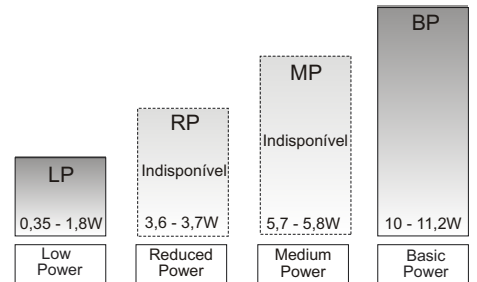 LP
0,35 - 1,8W
Low
Power
RP
Indisponível
3,6 - 3,7W
Reduced
Power
MP
Indisponível
5,7 - 5,8W
Medium
Power
BP
10 - 11,2W
Basic
Power